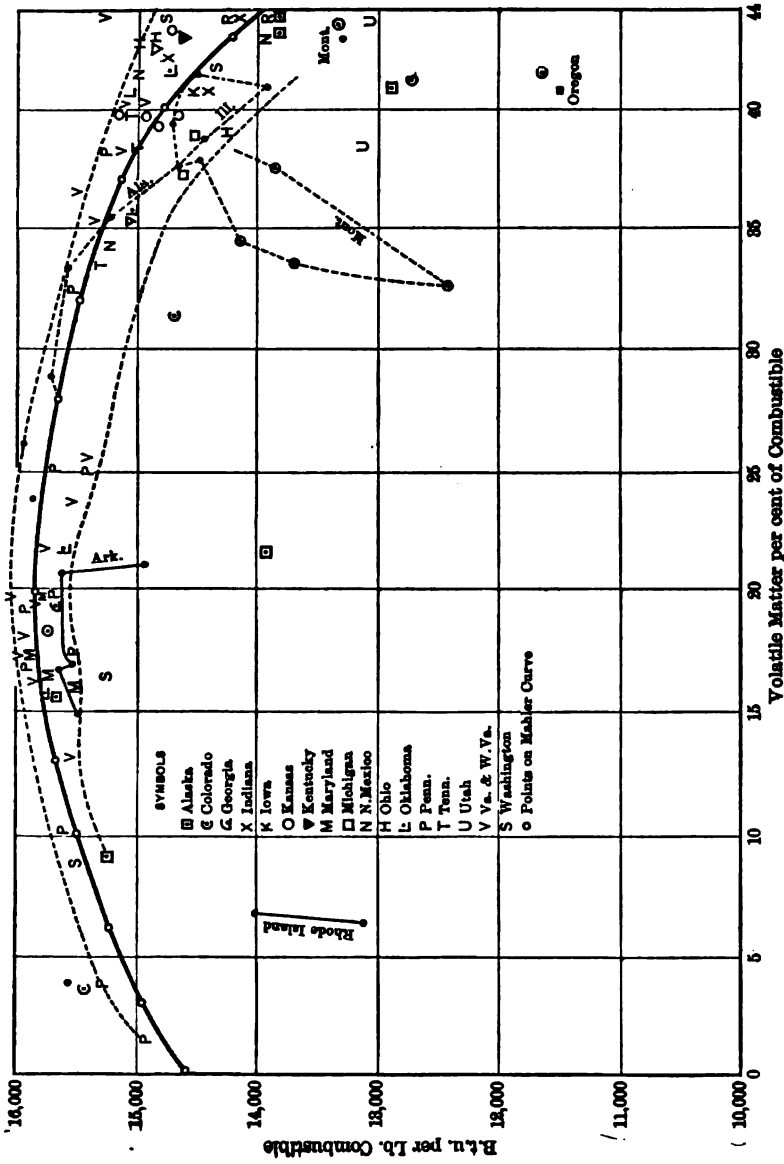 16,000
15,000
14,000
13,000
12,000
11,000
10,000
B.t.u. per Lb. Combustible
0
5
10
15
20
25
30
35
40
44
Volatile Matter per cent of Combustible
SYMBOLS
Alaska
Colorado
G Georgia
X Indiana
K Iowa
Kansas
Kentucky
M Maryland
Michigan
N N.Mexico
H Ohio
L Oklahoma
P Penn.
T Tenn.
U Utah
V Va. & W.Va.
S Washington
Points on Mahler Curve
Rhode Island
Ark.
Ala.
Ill.
Mont.
Mont.
Oregon